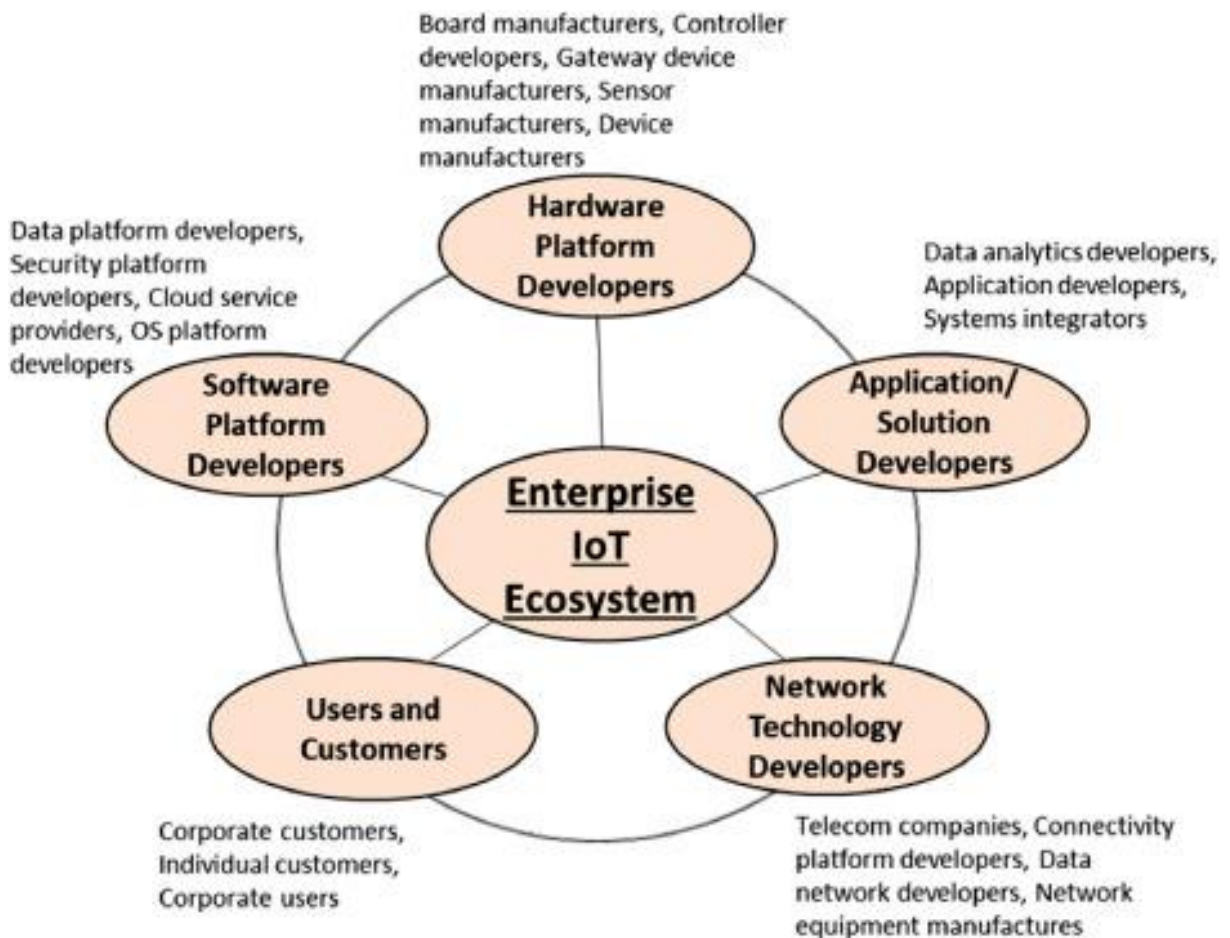 Board manufacturers, Controller
developers, Gateway device
manufacturers, Sensor
manufacturers, Device
manufacturers
Hardware
Platform
Developers
Data platform developers,
Security platform
developers, Cloud service
providers, OS platform
developers
Data analytics developers,
Application developers,
Systems integrators
Software
Platform
Developers
Application/
Solution
Developers
Enterprise
IoT
Ecosystem
Users and
Customers
Network
Technology
Developers
Corporate customers,
Individual customers,
Corporate users
Telecom companies, Connectivity
platform developers, Data
network developers, Network
equipment manufactures